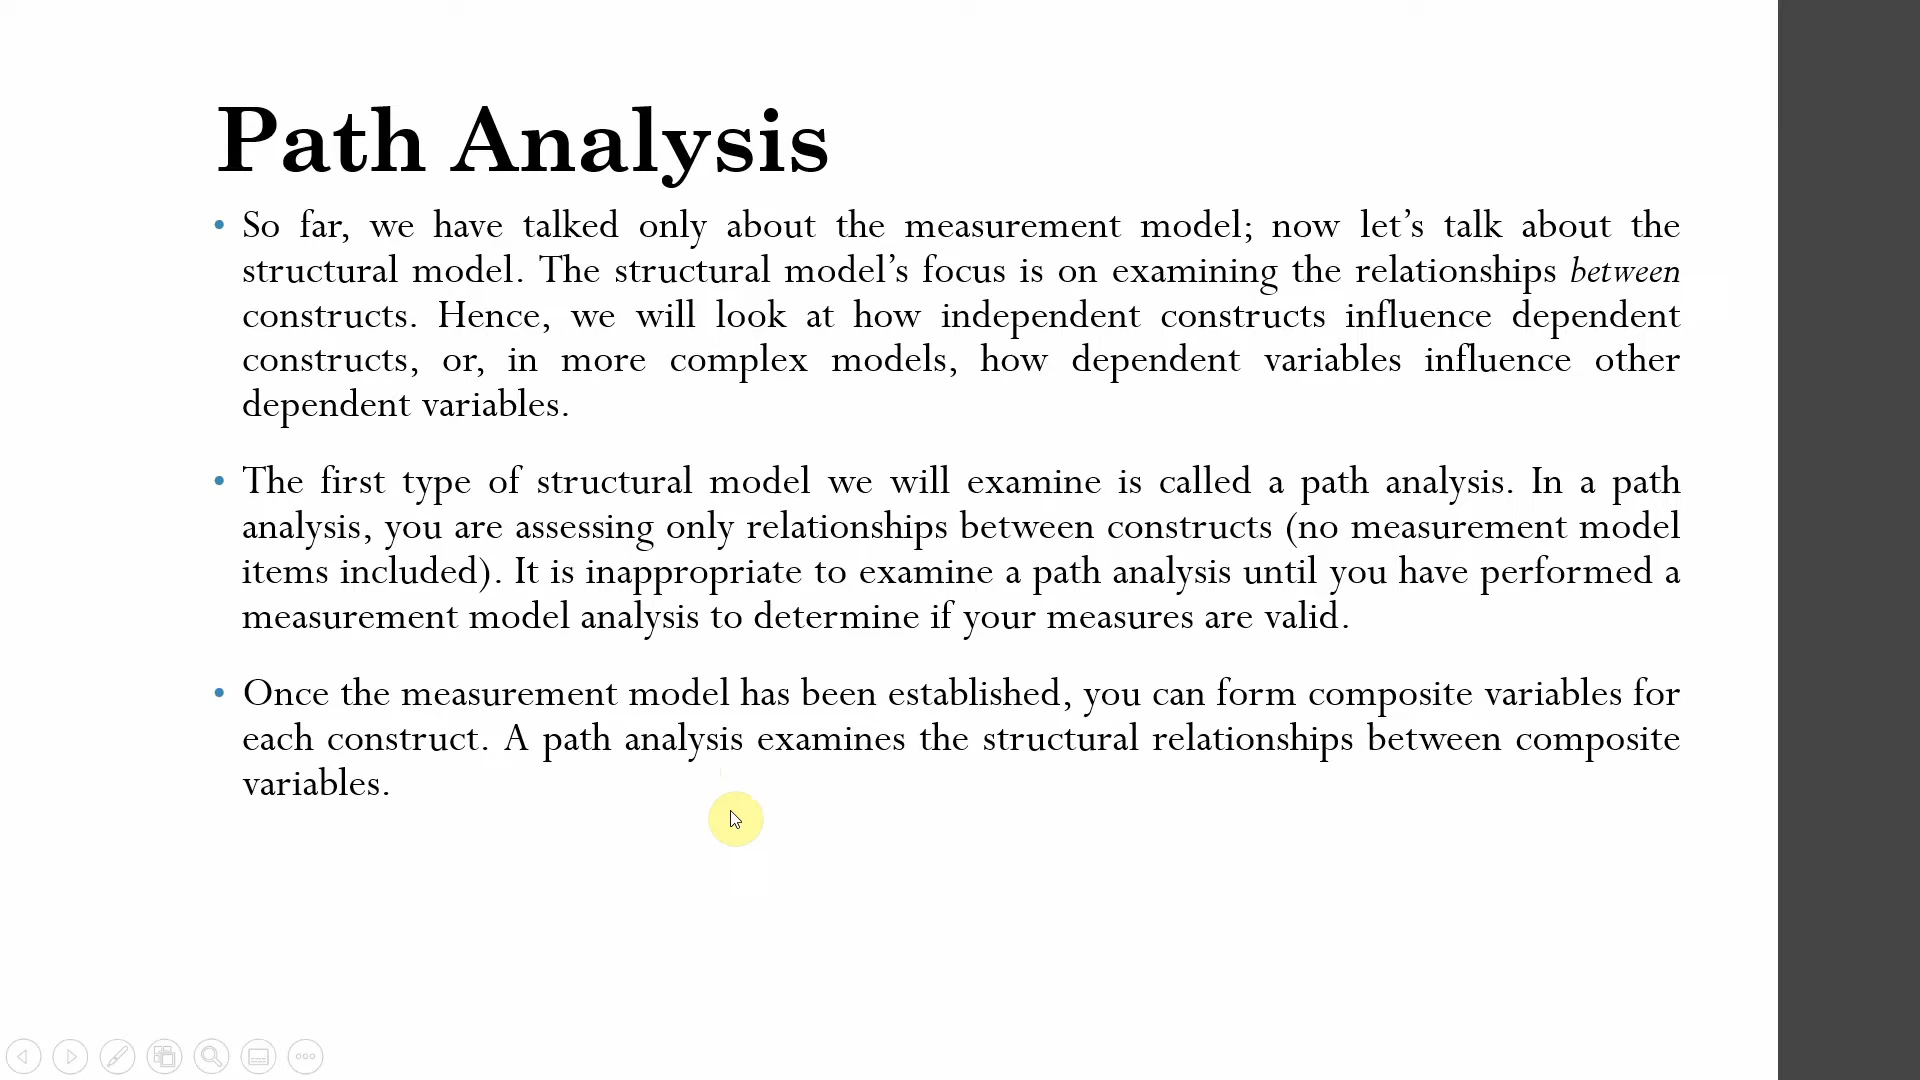 Path Analysis
• So far, we have talked only about the measurement model; now let’s talk about the
structural model. The structural model’s focus is on examining the relationships between
constructs. Hence, we will look at how independent constructs influence dependent
constructs, or, in more complex models, how dependent variables influence other
dependent variables.
• The first type of structural model we will examine is called a path analysis. In a path
analysis, you are assessing only relationships between constructs (no measurement model
items included). It is inappropriate to examine a path analysis until you have performed a
measurement model analysis to determine if your measures are valid.
• Once the measurement model has been established, you can form composite variables for
each construct. A path analysis examines the structural relationships between composite
variables.